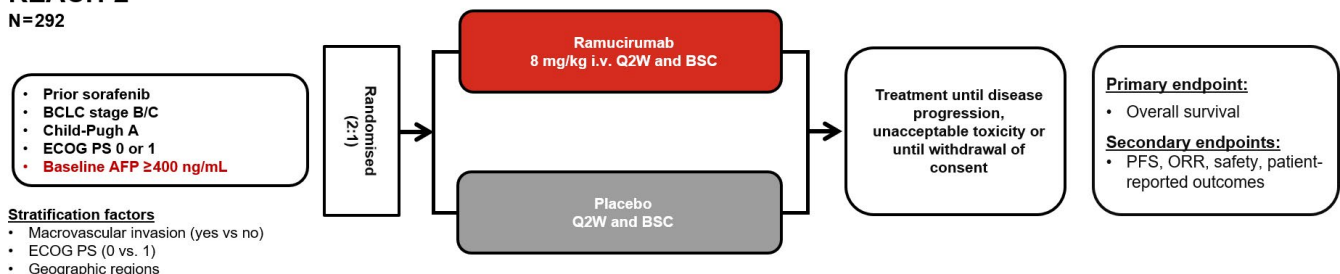 N=292
• Prior sorafenib
• BCLC stage B/C
• Child-Pugh A
• ECOG PS 0 or 1
• Baseline AFP ≥400 ng/mL
Stratification factors
• Macrovascular invasion (yes vs no)
• ECOG PS (0 vs. 1)
• Geographic regions
Randomised
(2:1)
Ramucirumab
8 mg/kg i.v. Q2W and BSC
Placebo
Q2W and BSC
Treatment until disease
progression,
unacceptable toxicity or
until withdrawal of
consent
Primary endpoint:
• Overall survival
Secondary endpoints:
• PFS, ORR, safety, patient-
reported outcomes